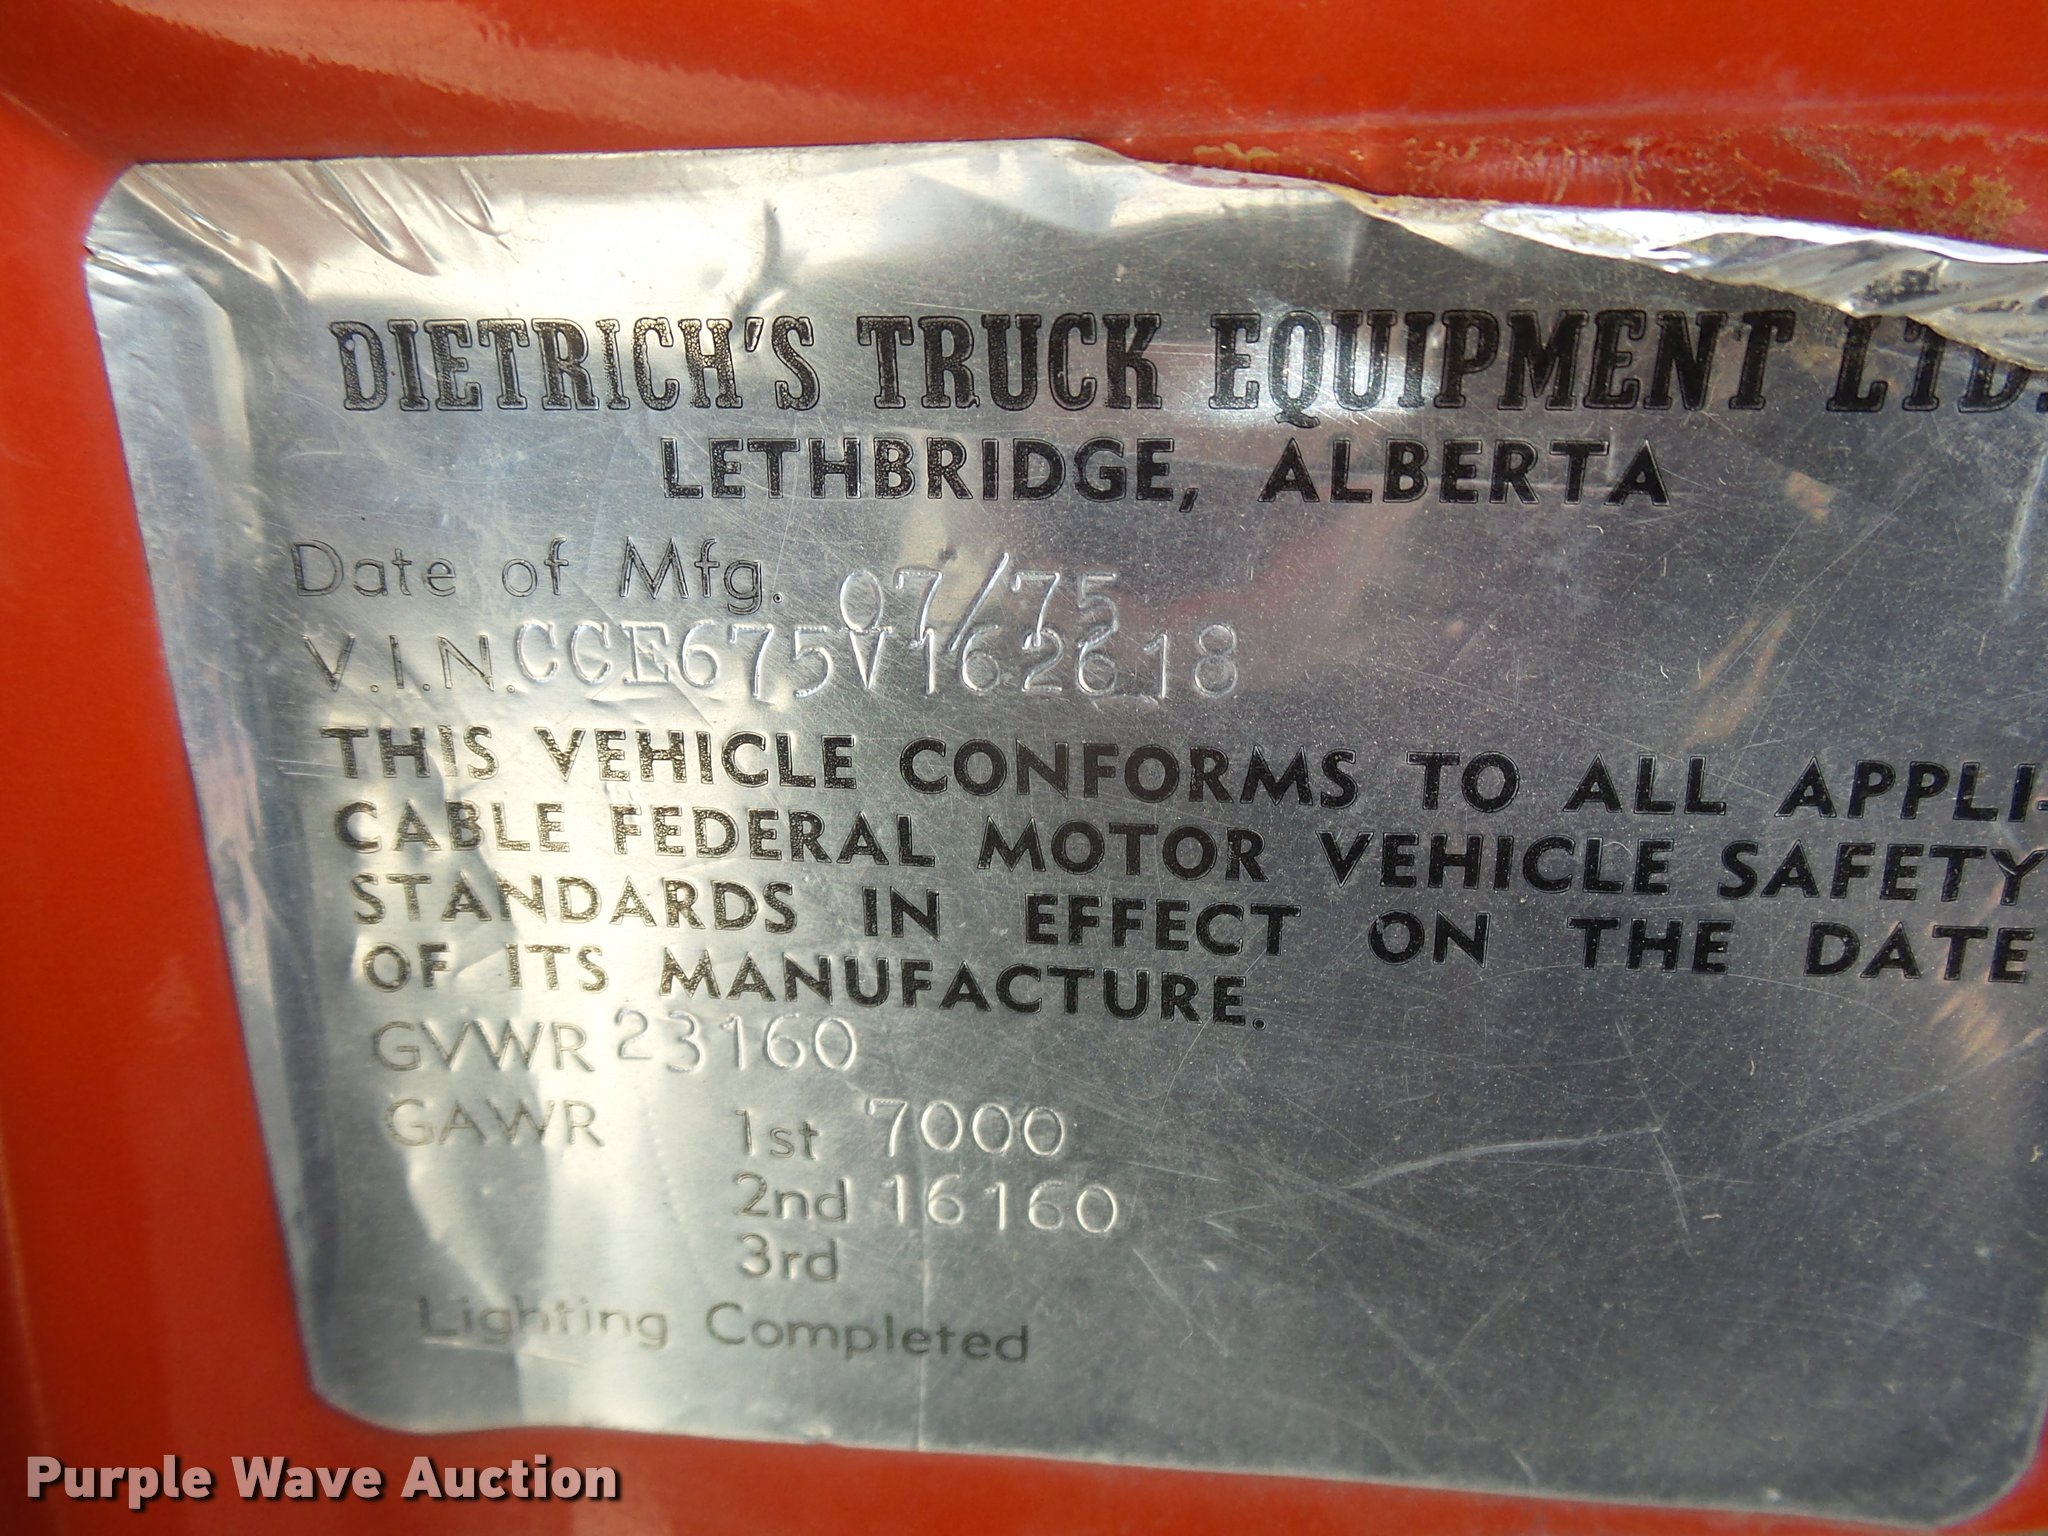 DIETRICH'S TRUCK EQUIPMENT LTD.
LETHBRIDGE, ALBERTA
Date of Mfg. 07/75
V.I.N. CCE675V162618
THIS VEHICLE CONFORMS TO ALL APPLI-
CABLE FEDERAL MOTOR VEHICLE SAFETY
STANDARDS IN EFFECT ON THE DATE
OF ITS MANUFACTURE.
GVWR 23160
GAWR 1st 7000
2nd 16160
3rd
Lighting Completed
Purple Wave Auction